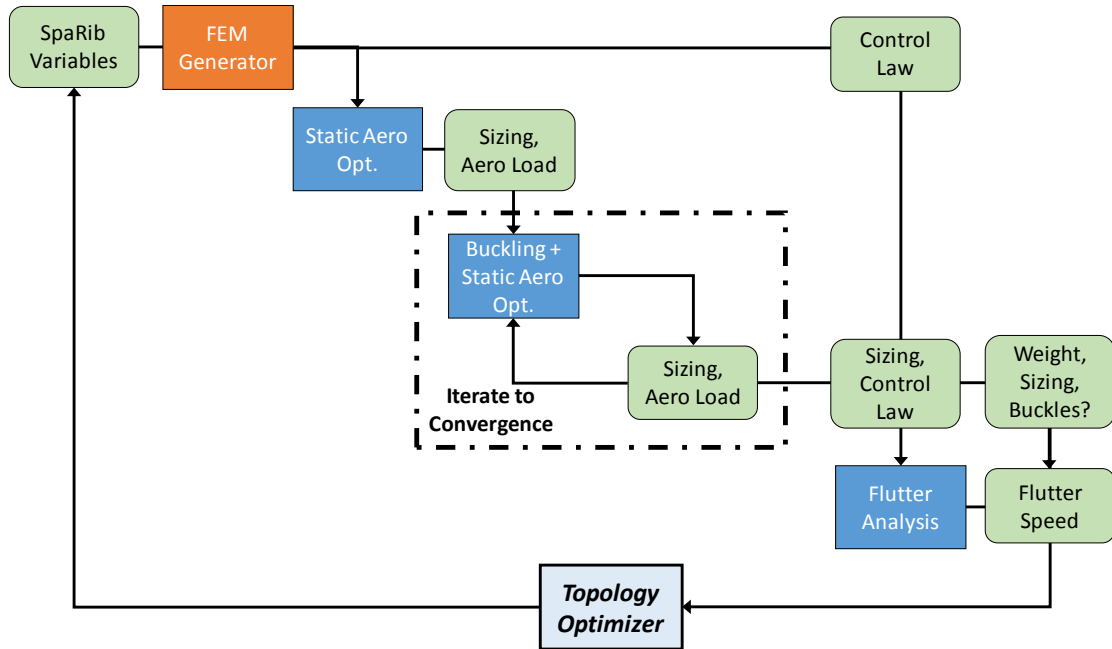 SpaRib
Variables
FEM
Generator
Control
Law
Static Aero
Opt.
Sizing,
Aero Load
Buckling +
Static Aero
Opt.
Iterate to
Convergence
Sizing,
Aero Load
Sizing,
Control
Law
Weight,
Sizing,
Buckles?
Flutter
Analysis
Flutter
Speed
Topology
Optimizer